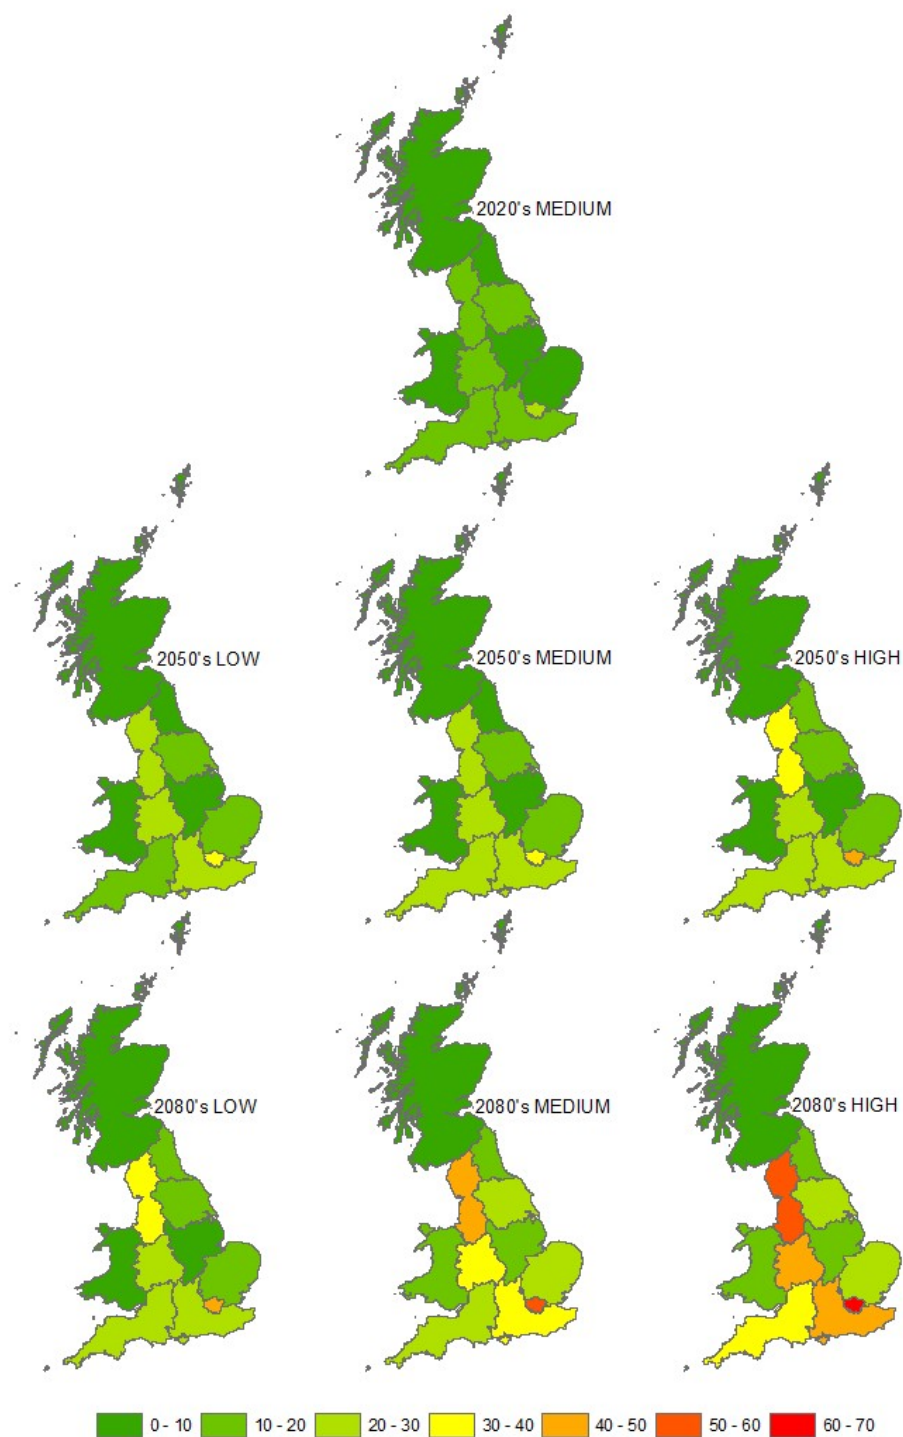 2020's MEDIUM
2050's LOW
2050's MEDIUM
2050's HIGH
2080's LOW
2080's MEDIUM
2080's HIGH
0 - 10 10 - 20 20 - 30 30 - 40 40 - 50 50 - 60 60 - 70